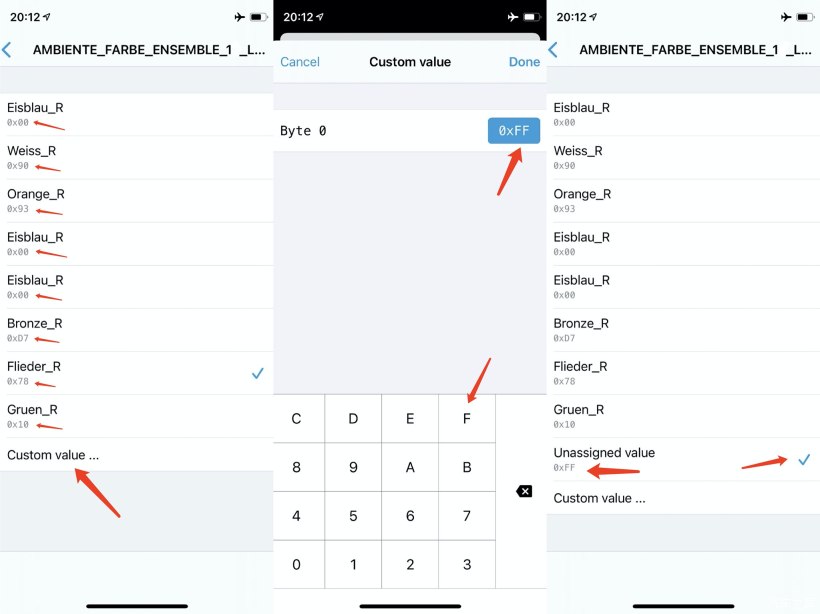 20:12
AMBIENTE_FARBE_ENSEMBLE_1 _L...
Eisblau_R
0x00
Weiss_R
0x90
Orange_R
0x93
Eisblau_R
0x00
Eisblau_R
0x00
Bronze_R
0xD7
Flieder_R
0x78
Gruen_R
0x10
Custom value ...
20:12
Cancel
Custom value
Done
Byte 0
0xFF
C D E F
8 9 A B
4 5 6 7
0 1 2 3
20:12
AMBIENTE_FARBE_ENSEMBLE_1 _L...
Eisblau_R
0x00
Weiss_R
0x90
Orange_R
0x93
Eisblau_R
0x00
Eisblau_R
0x00
Bronze_R
0xD7
Flieder_R
0x78
Gruen_R
0x10
Unassigned value
0xFF
Custom value ...